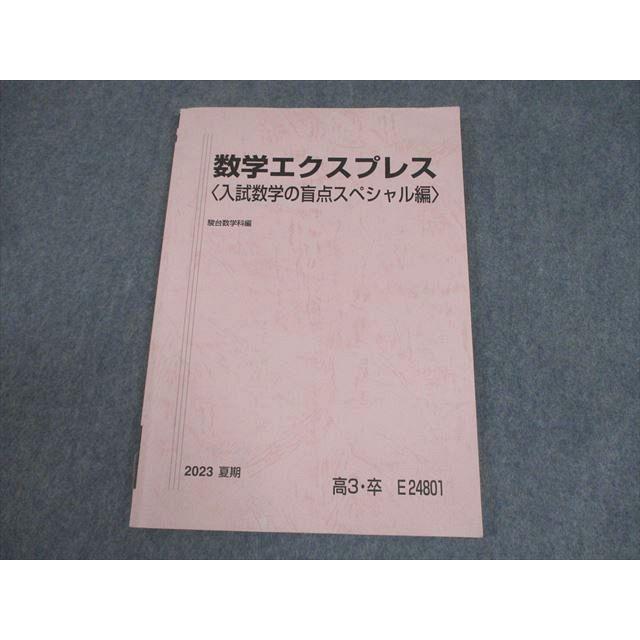 数学エクスプレス
〈入試数学の盲点スペシャル編〉
駿台数学科編
2023 夏期
高3・卒 E24801